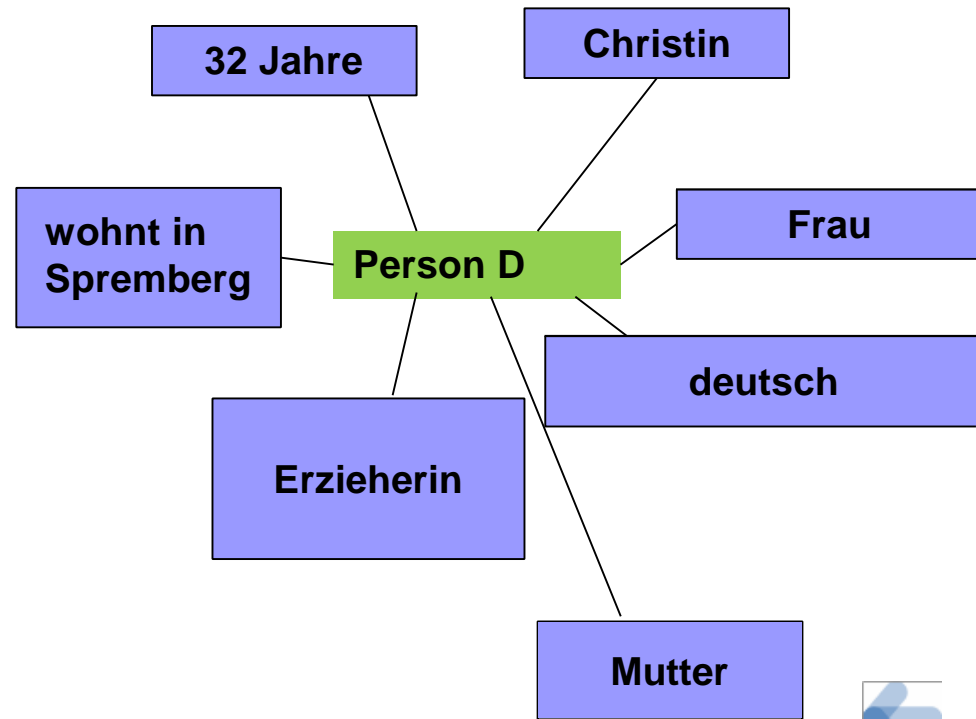 32 Jahre
Christin
wohnt in
Spremberg
Person D
Frau
deutsch
Erzieherin
Mutter